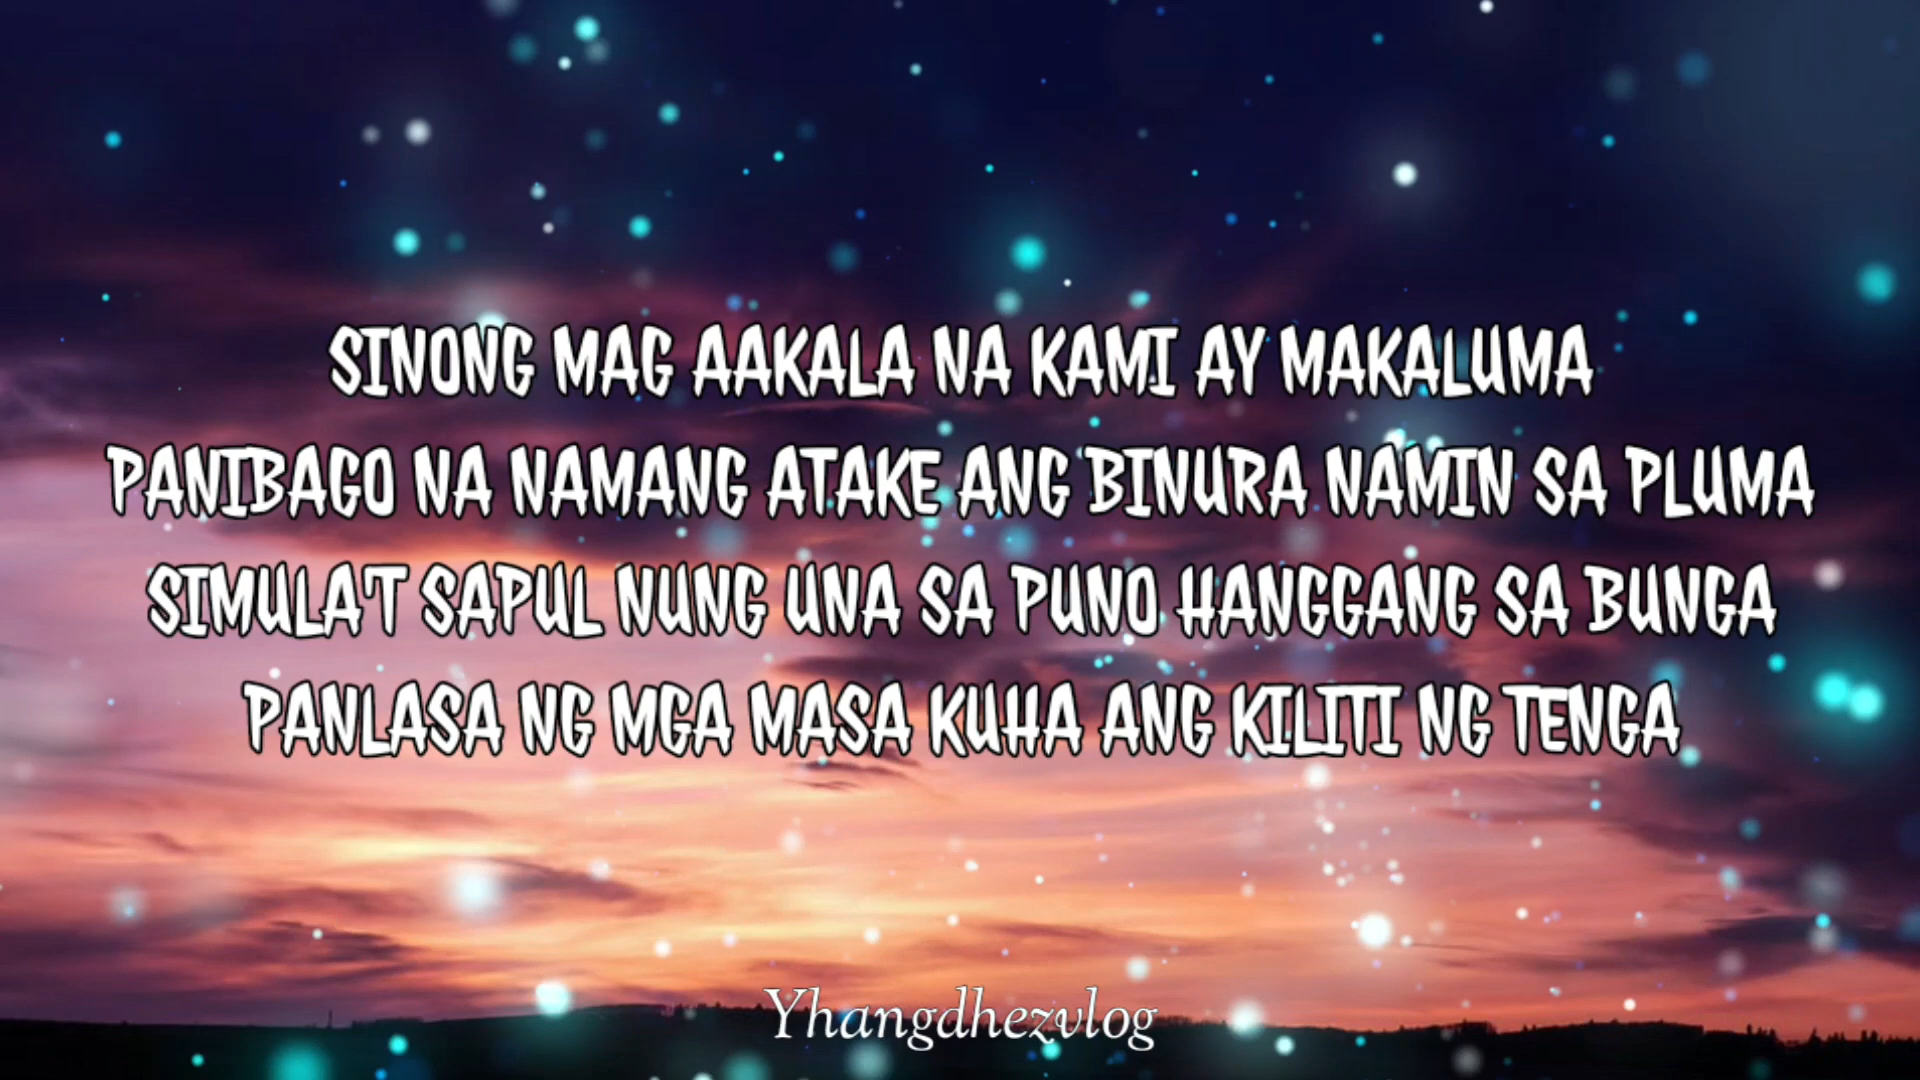 SINONG MAG AAKALA NA KAMI AY MAKALUMA
PANIBAGO NA NAMANG ATAKE ANG BINURA NAMIN SA PLUMA
SIMULA'T SAPUL NUNG UNA SA PUNO HANGGANG SA BUNGA
PANLASA NG MGA MASA KUHA ANG KILITI NG TENGA
Yhangdhezvlog